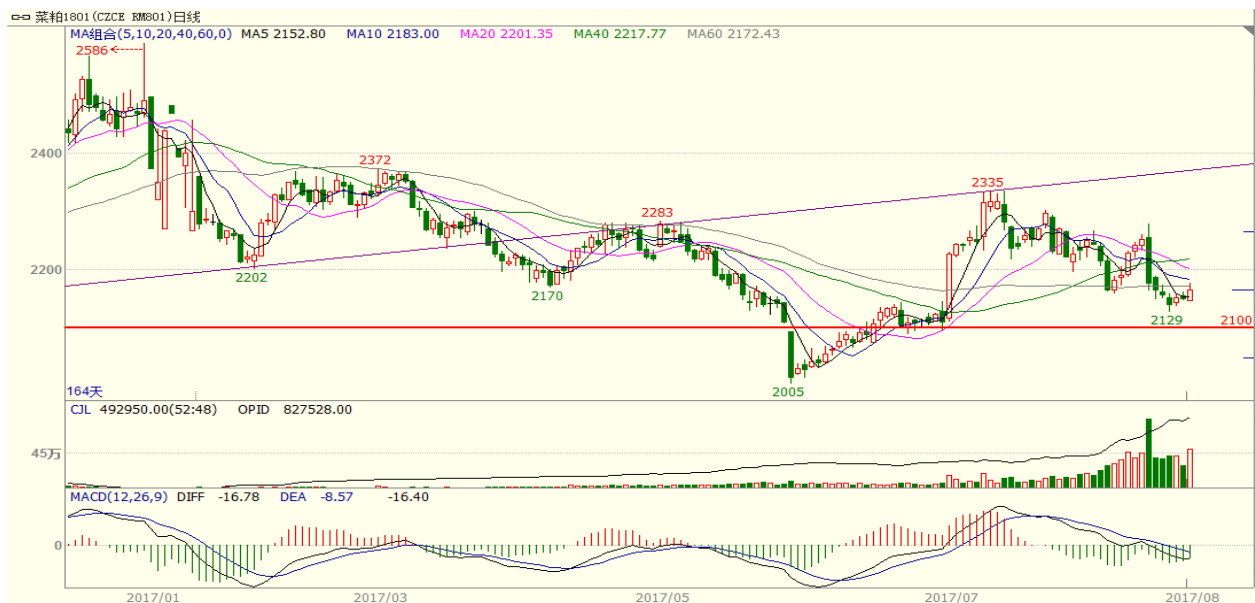 菜粕1801(CZCE RM801)日线
MA组合(5,10,20,40,60,0) MA5 2152.80 MA10 2183.00 MA20 2201.35 MA40 2217.77 MA60 2172.43
2586
2400
2372
2335
2283
2200
2202
2170
2129
2100
2005
164天
CJL 492950.00(52:48) OPID 827528.00
45万
MACD(12,26,9) DIFF -16.78 DEA -8.57 -16.40
0
2017/01 2017/03 2017/05 2017/07 2017/08